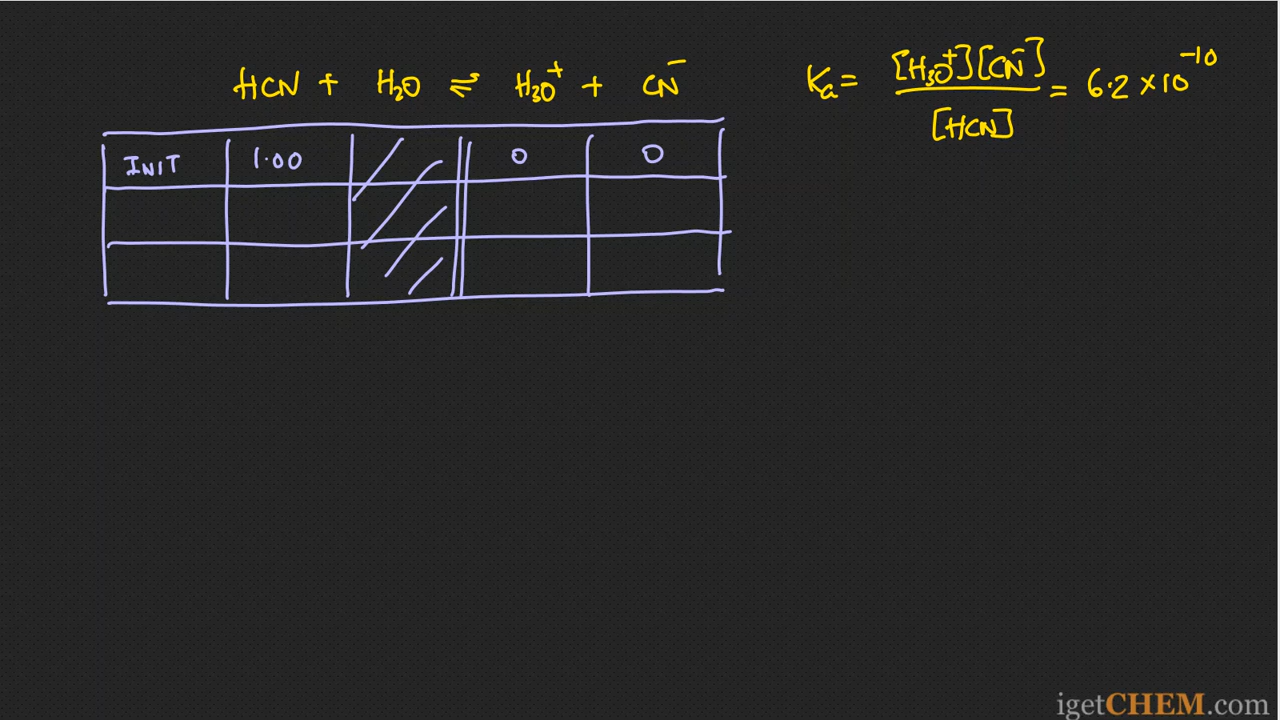 HCN + H₂O ⇌ H₃O⁺ + CN⁻
Ka = [H₃O⁺][CN⁻] / [HCN] = 6.2 × 10⁻¹⁰
INIT 1.00 0 0
igetCHEM.com